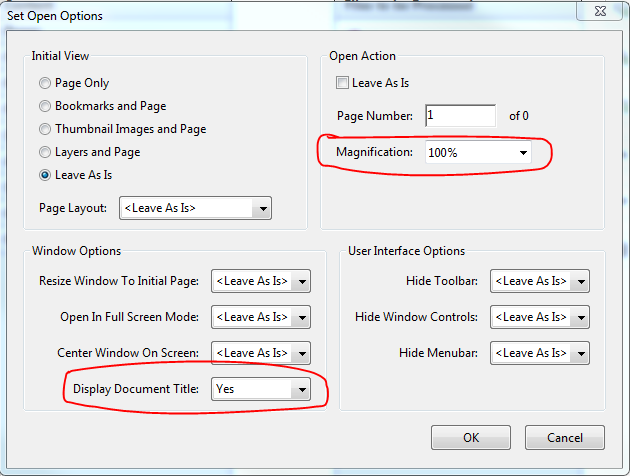 Set Open Options
Initial View
Page Only
Bookmarks and Page
Thumbnail Images and Page
Layers and Page
Leave As Is
Page Layout: <Leave As Is>
Open Action
Leave As Is
Page Number: 1 of 0
Magnification: 100%
Window Options
Resize Window To Initial Page: <Leave As Is>
Open In Full Screen Mode: <Leave As Is>
Center Window On Screen: <Leave As Is>
Display Document Title: Yes
User Interface Options
Hide Toolbar: <Leave As Is>
Hide Window Controls: <Leave As Is>
Hide Menubar: <Leave As Is>
OK Cancel